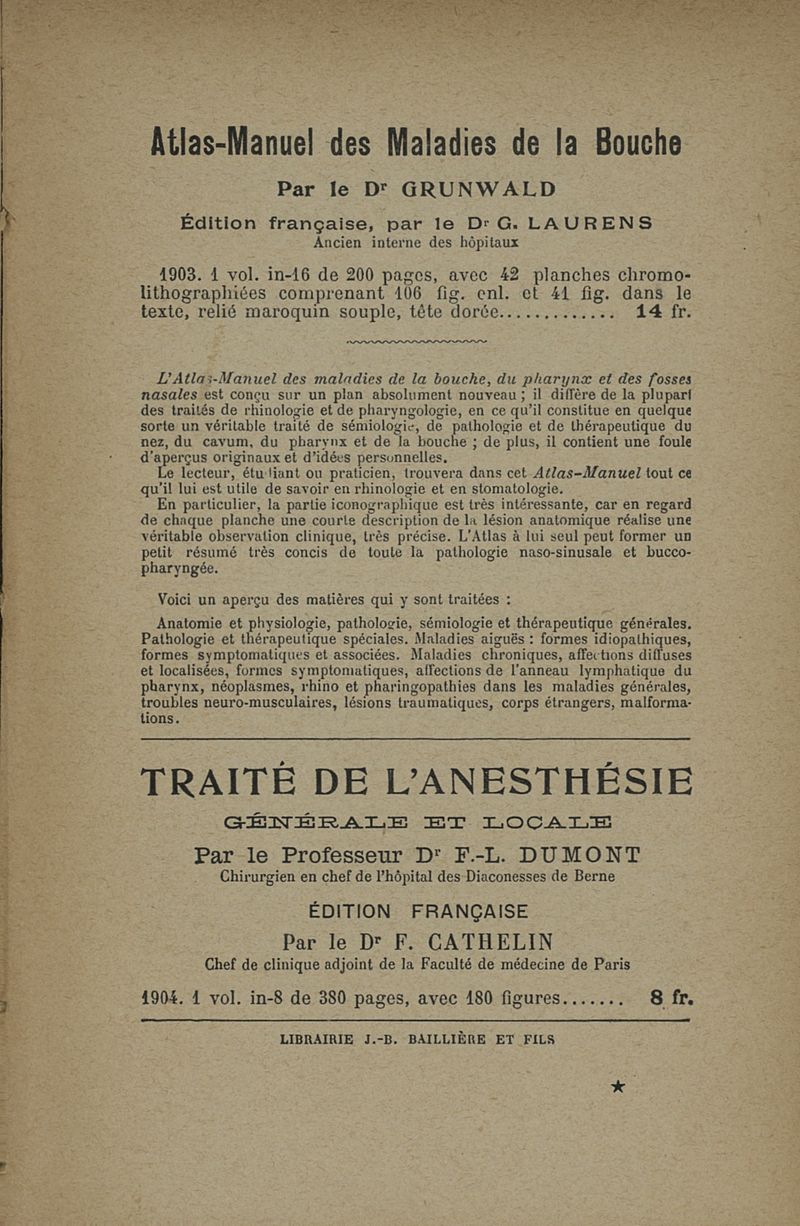 Atlas-Manuel des Maladies de la Bouche
Par le Dr GRUNWALD
Édition française, par le Dr G. LAURENS
Ancien interne des hôpitaux
1903. 1 vol. in-16 de 200 pages, avec 42 planches chromo-
lithographiées comprenant 106 fig. enl. et 41 fig. dans le
texte, relié maroquin souple, tête dorée.............. 14 fr.
L'Atlas-Manuel des maladies de la bouche, du pharynx et des fosses
nasales est conçu sur un plan absolument nouveau ; il diffère de la plupart
des traités de rhinologie et de pharyngologie, en ce qu'il constitue en quelque
sorte un véritable traité de sémiologie, de pathologie et de thérapeutique du
nez, du cavum, du pharynx et de la bouche ; de plus, il contient une foule
d'aperçus originaux et d'idées personnelles.
Le lecteur, étudiant ou praticien, trouvera dans cet Atlas-Manuel tout ce
qu'il lui est utile de savoir en rhinologie et en stomatologie.
En particulier, la partie iconographique est très intéressante, car en regard
de chaque planche une courte description de la lésion anatomique réalise une
véritable observation clinique, très précise. L'Atlas à lui seul peut former un
petit résumé très concis de toute la pathologie naso-sinusale et bucco-
pharyngée.
Voici un aperçu des matières qui y sont traitées :
Anatomie et physiologie, pathologie, sémiologie et thérapeutique générales.
Pathologie et thérapeutique spéciales. Maladies aiguës : formes idiopathiques,
formes symptomatiques et associées. Maladies chroniques, affections diffuses
et localisées, formes symptomatiques, affections de l'anneau lymphatique du
pharynx, néoplasmes, rhino et pharingopathies dans les maladies générales,
troubles neuro-musculaires, lésions traumatiques, corps étrangers, malforma-
tions.
TRAITÉ DE L'ANESTHÉSIE
GÉNÉRALE ET LOCALE
Par le Professeur Dr F.-L. DUMONT
Chirurgien en chef de l'hôpital des Diaconesses de Berne
ÉDITION FRANÇAISE
Par le Dr F. CATHELIN
Chef de clinique adjoint de la Faculté de médecine de Paris
1904. 1 vol. in-8 de 380 pages, avec 180 figures....... 8 fr.
LIBRAIRIE J.-B. BAILLIÈRE ET FILS
★